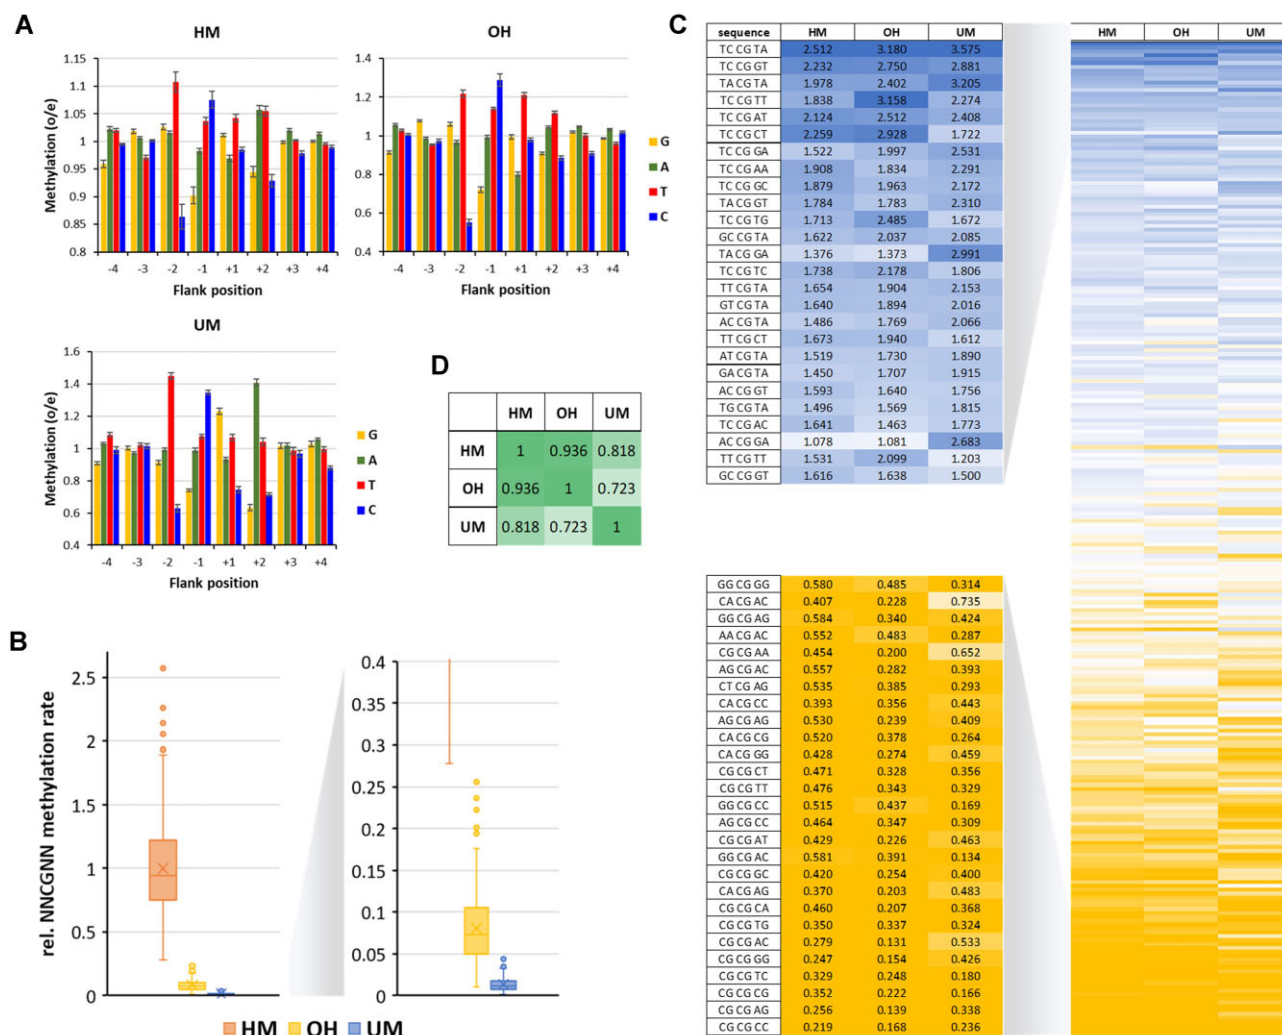 A
HM
Methylation (o/e)
1.15
1.1
1.05
1
0.95
0.9
0.85
0.8
-4 -3 -2 -1 +1 +2 +3 +4
Flank position
OH
1.4
1.2
1
0.8
0.6
0.4
-4 -3 -2 -1 +1 +2 +3 +4
Flank position
G
A
T
C
UM
Methylation (o/e)
1.6
1.4
1.2
1
0.8
0.6
0.4
-4 -3 -2 -1 +1 +2 +3 +4
Flank position
G
A
T
C
D
HM OH UM
HM 1 0.936 0.818
OH 0.936 1 0.723
UM 0.818 0.723 1
B
rel. NNCGNN methylation rate
2.5
2
1.5
1
0.5
0
0.4
0.35
0.3
0.25
0.2
0.15
0.1
0.05
0
HM OH UM
C
sequence HM OH UM
TC CG TA 2.512 3.180 3.575
TC CG GT 2.232 2.750 2.881
TA CG TA 1.978 2.402 3.205
TC CG TT 1.838 3.158 2.274
TC CG AT 2.124 2.512 2.408
TC CG CT 2.259 2.928 1.722
TC CG GA 1.522 1.997 2.531
TC CG AA 1.908 1.834 2.291
TC CG GC 1.879 1.963 2.172
TA CG GT 1.784 1.783 2.310
TC CG TG 1.713 2.485 1.672
GC CG TA 1.622 2.037 2.085
TA CG GA 1.376 1.373 2.991
TC CG TC 1.738 2.178 1.806
TT CG TA 1.654 1.904 2.153
GT CG TA 1.640 1.894 2.016
AC CG TA 1.486 1.769 2.066
TT CG CT 1.673 1.940 1.612
AT CG TA 1.519 1.730 1.890
GA CG TA 1.450 1.707 1.915
AC CG GT 1.593 1.640 1.756
TG CG TA 1.496 1.569 1.815
TC CG AC 1.641 1.463 1.773
AC CG GA 1.078 1.081 2.683
TT CG TT 1.531 2.099 1.203
GC CG GT 1.616 1.638 1.500
GG CG GG 0.580 0.485 0.314
CA CG AC 0.407 0.228 0.735
GG CG AG 0.584 0.340 0.424
AA CG AC 0.552 0.483 0.287
CG CG AA 0.454 0.200 0.652
AG CG AC 0.557 0.282 0.393
CT CG AG 0.535 0.385 0.293
CA CG CC 0.393 0.356 0.443
AG CG AG 0.530 0.239 0.409
CA CG CG 0.520 0.378 0.264
CA CG GG 0.428 0.274 0.459
CG CG CT 0.471 0.328 0.356
CG CG TT 0.476 0.343 0.329
GG CG CC 0.515 0.437 0.169
AG CG CC 0.464 0.347 0.309
CG CG AT 0.429 0.226 0.463
GG CG AC 0.581 0.391 0.134
CG CG GC 0.420 0.254 0.400
CA CG AG 0.370 0.203 0.483
CG CG CA 0.460 0.207 0.368
CG CG TG 0.350 0.337 0.324
CG CG AC 0.279 0.131 0.533
CG CG GG 0.247 0.154 0.426
CG CG TC 0.329 0.248 0.180
CG CG CG 0.352 0.222 0.166
CG CG AG 0.256 0.139 0.338
CG CG CC 0.219 0.168 0.236
HM OH UM